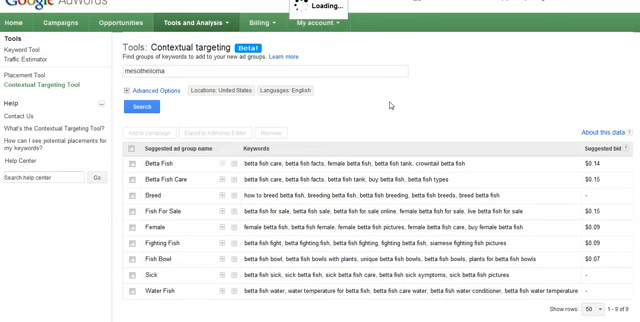 Google AdWords
Loading...
Home Campaigns Opportunities Tools and Analysis Billing My account
Tools
Keyword Tool
Traffic Estimator
Placement Tool
Contextual Targeting Tool
Help
Contact Us
What's the Contextual Targeting Tool?
How can I see potential placements for my keywords?
Help Center
Search help center Go
Tools: Contextual targeting Beta!
Find groups of keywords to add to your new ad groups. Learn more
mesothelioma
Advanced Options Locations: United States Languages: English
Search
Add to campaign Export to AdWords Editor Review
About this data ?
Suggested ad group name Keywords Suggested bid ?
Betta Fish betta fish care, betta fish facts, female betta fish, betta fish tank, crowntail betta fish $0.14
Betta Fish Care betta fish care, betta fish facts, betta fish tank, buy betta fish, betta fish types $0.15
Breed how to breed betta fish, breeding betta fish, betta fish breeding, betta fish breeds, breed betta fish -
Fish For Sale betta fish for sale, betta fish sale, betta fish for sale online, female betta fish for sale, live betta fish for sale $0.15
Female female betta fish, betta fish female, female betta fish pictures, female betta fish care, buy female betta fish $0.09
Fighting Fish betta fish fight, betta fighting fish, betta fish fighting, fighting betta fish, siamese fighting fish pictures $0.09
Fish Bowl betta fish bowl, betta fish bowls with plants, unique betta fish bowls, betta fish bowls, plants for betta fish bowls $0.07
Sick betta fish sick, sick betta fish, sick betta fish care, betta fish sick symptoms, sick betta fish pictures -
Water Fish betta fish water, water temperature for betta fish, betta fish care water, betta fish water conditioner, betta fish water temperature -
Show rows: 50 1 - 9 of 9